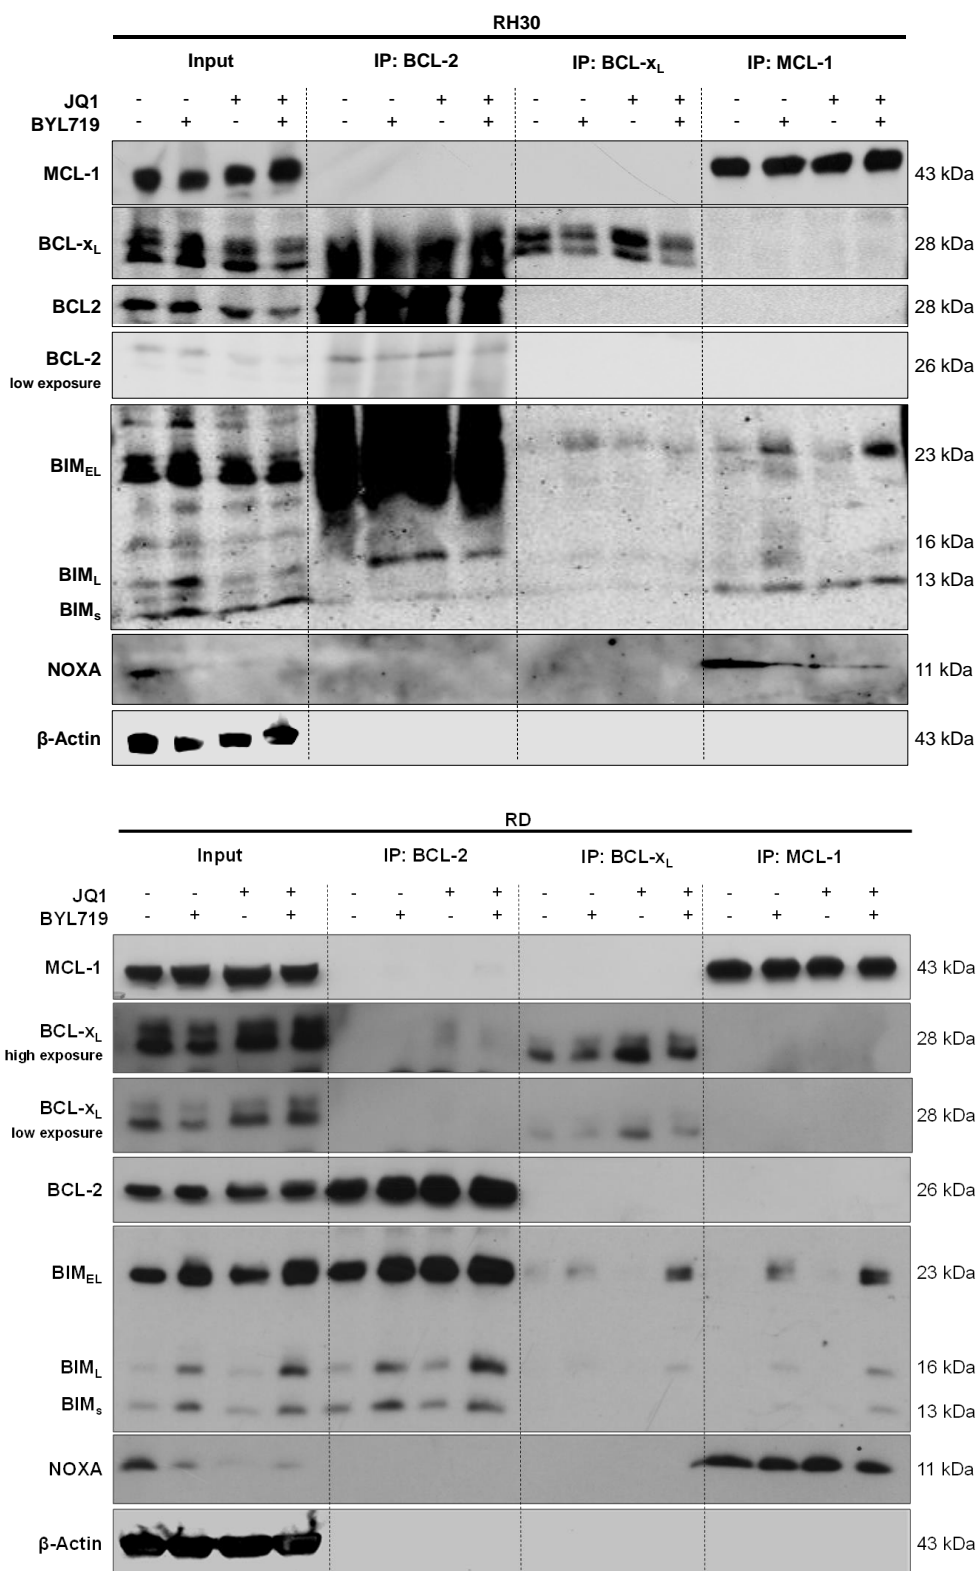 RH30
Input IP: BCL-2 IP: BCL-xL IP: MCL-1
JQ1 - - + + - - + + - - + + - - + +
BYL719 - + - + - + - + - + - + - + - +
MCL-1 43 kDa
BCL-xL 28 kDa
BCL2 28 kDa
BCL-2 26 kDa
low exposure
BIMEL 23 kDa
16 kDa
BIML 13 kDa
BIMs
NOXA 11 kDa
β-Actin 43 kDa
RD
Input IP: BCL-2 IP: BCL-xL IP: MCL-1
JQ1 - - + + - - + + - - + + - - + +
BYL719 - + - + - + - + - + - + - + - +
MCL-1 43 kDa
BCL-xL 28 kDa
high exposure
BCL-xL 28 kDa
low exposure
BCL-2 26 kDa
BIMEL 23 kDa
BIML 16 kDa
BIMs 13 kDa
NOXA 11 kDa
β-Actin 43 kDa